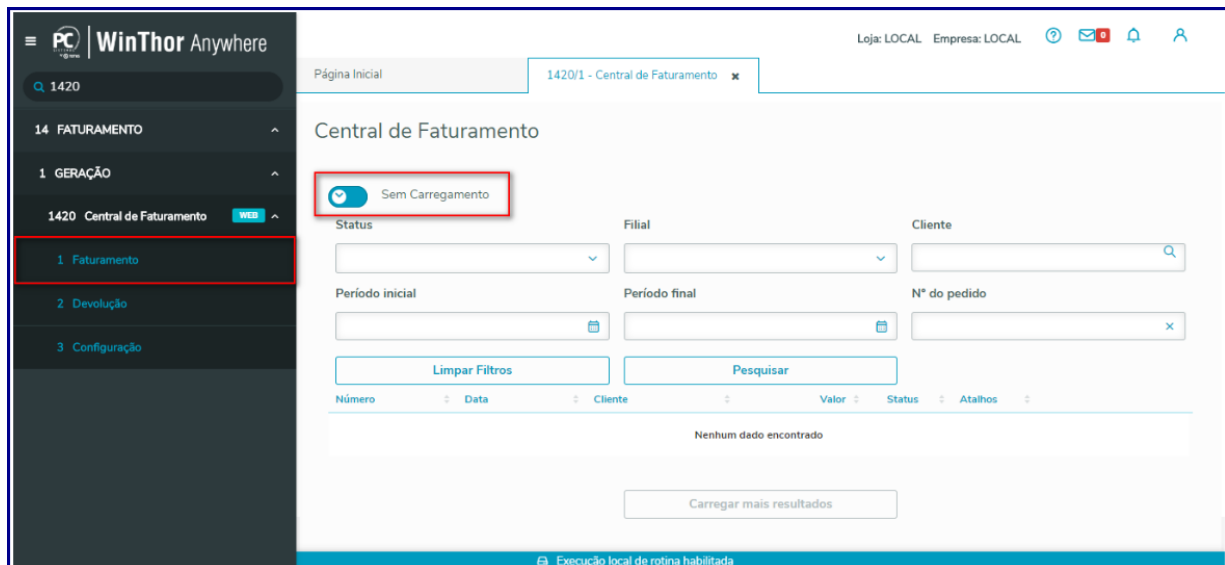 PC WinThor Anywhere
Loja: LOCAL Empresa: LOCAL
0
1420
Página Inicial
1420/1 - Central de Faturamento
14 FATURAMENTO
1 GERAÇÃO
1420 Central de Faturamento WEB
1 Faturamento
2 Devolução
3 Configuração
Central de Faturamento
Sem Carregamento
Status Filial Cliente
Período inicial Período final Nº do pedido
Limpar Filtros Pesquisar
Número Data Cliente Valor Status Atalhos
Nenhum dado encontrado
Carregar mais resultados
Execução local de rotina habilitada